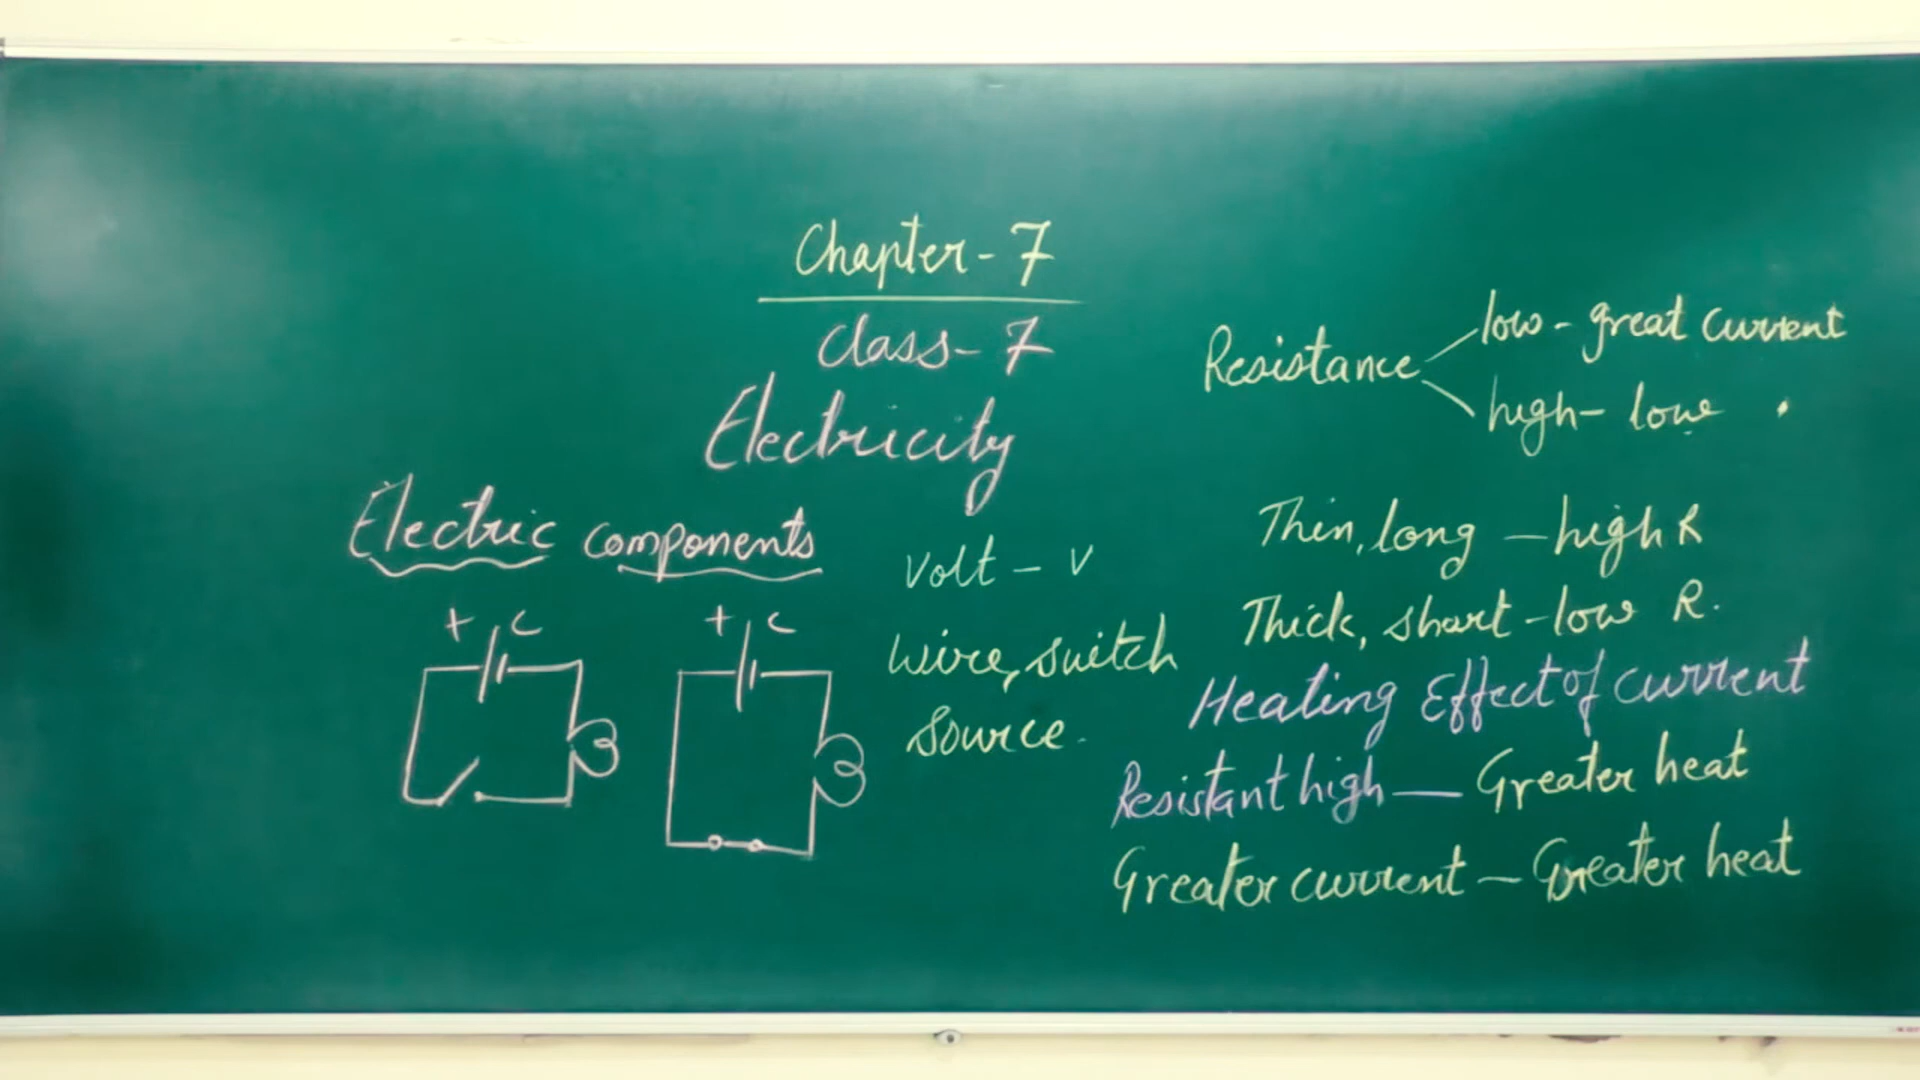 Chapter - 7
Class - 7
Electricity
Electric components
+ c
+ c
Volt - V
Wire, switch
Source.
Resistance
low - great current
high - low
Thin, long - high R
Thick, short - low R.
Heating Effect of current
Resistant high - Greater heat
Greater current - Greater heat